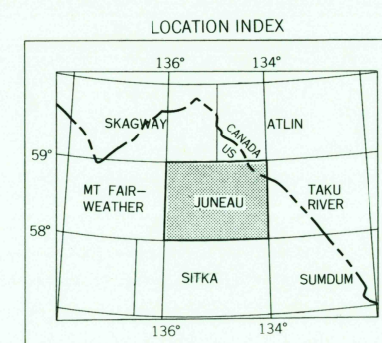 LOCATION INDEX
136° 134°
SKAGWAY
ATLIN
CANADA
US
59°
MT FAIR-
WEATHER
JUNEAU
TAKU
RIVER
58°
SITKA
SUMDUM
136° 134°